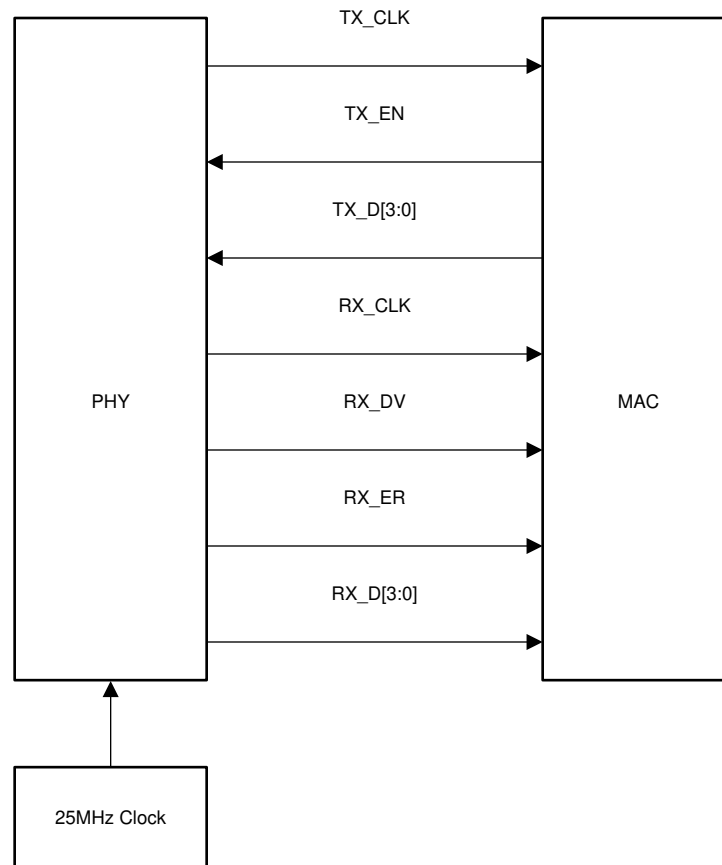 TX_CLK
TX_EN
TX_D[3:0]
RX_CLK
PHY
RX_DV
MAC
RX_ER
RX_D[3:0]
25MHz Clock